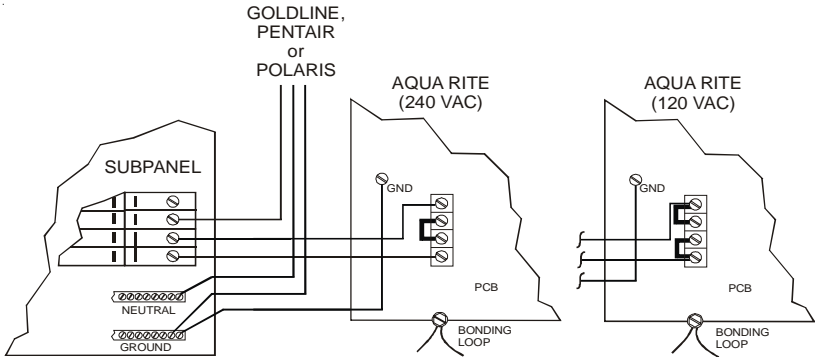 GOLDLINE,
PENTAIR
or
POLARIS
AQUA RITE
(240 VAC)
AQUA RITE
(120 VAC)
SUBPANEL
GND
GND
NEUTRAL
GROUND
PCB
PCB
BONDING
LOOP
BONDING
LOOP